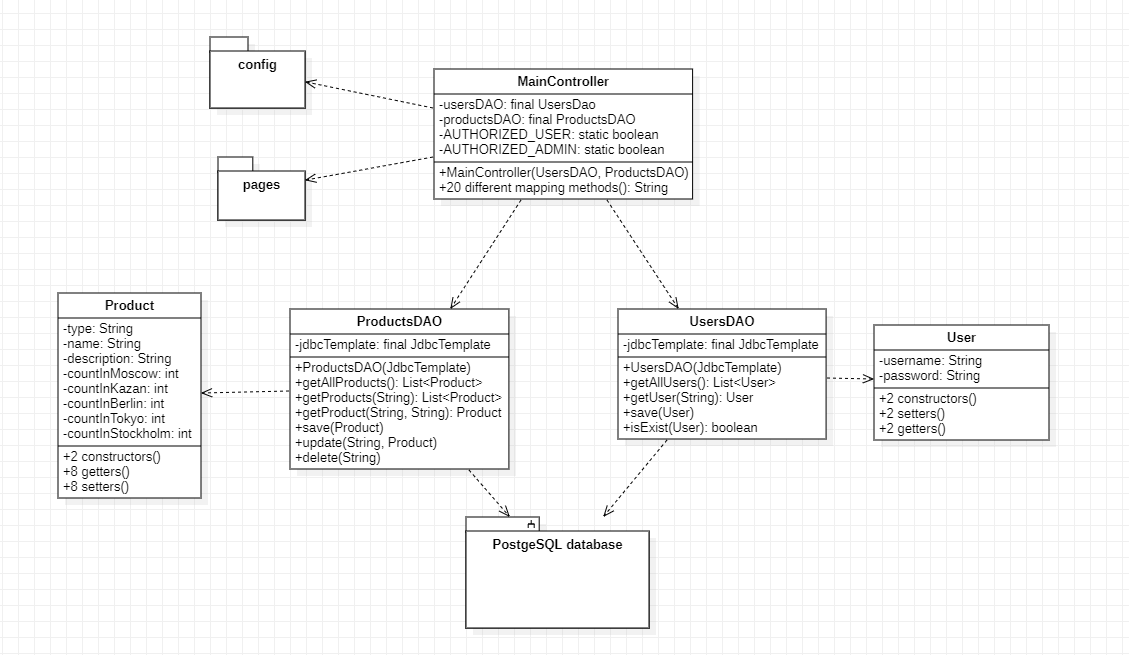 config
MainController
-usersDAO: final UsersDao
-productsDAO: final ProductsDAO
-AUTHORIZED_USER: static boolean
-AUTHORIZED_ADMIN: static boolean
+MainController(UsersDAO, ProductsDAO)
+20 different mapping methods(): String
pages
Product
-type: String
-name: String
-description: String
-countInMoscow: int
-countInKazan: int
-countInBerlin: int
-countInTokyo: int
-countInStockholm: int
+2 constructors()
+8 getters()
+8 setters()
ProductsDAO
-jdbcTemplate: final JdbcTemplate
+ProductsDAO(JdbcTemplate)
+getAllProducts(): List<Product>
+getProducts(String): List<Product>
+getProduct(String, String): Product
+save(Product)
+update(String, Product)
+delete(String)
UsersDAO
-jdbcTemplate: final JdbcTemplate
+UsersDAO(JdbcTemplate)
+getAllUsers(): List<User>
+getUser(String): User
+save(User)
+isExist(User): boolean
User
-username: String
-password: String
+2 constructors()
+2 setters()
+2 getters()
PostgeSQL database